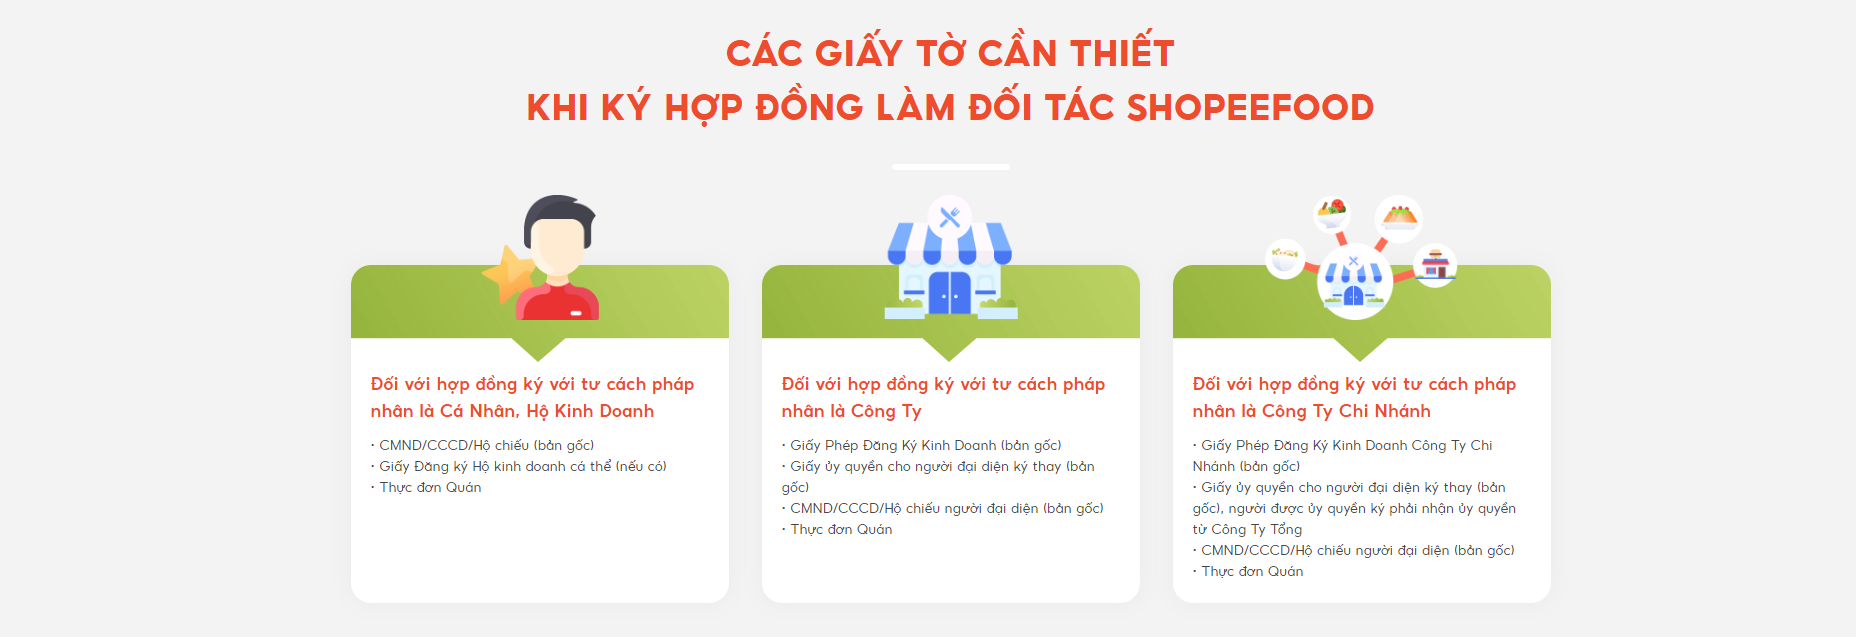 CÁC GIẤY TỜ CẦN THIẾT
KHI KÝ HỢP ĐỒNG LÀM ĐỐI TÁC SHOPEEFOOD
Đối với hợp đồng ký với tư cách pháp
nhân là Cá Nhân, Hộ Kinh Doanh
• CMND/CCCD/Hộ chiếu (bản gốc)
• Giấy Đăng ký Hộ kinh doanh cá thể (nếu có)
• Thực đơn Quán
Đối với hợp đồng ký với tư cách pháp
nhân là Công Ty
• Giấy Phép Đăng Ký Kinh Doanh (bản gốc)
• Giấy ủy quyền cho người đại diện ký thay (bản
gốc)
• CMND/CCCD/Hộ chiếu người đại diện (bản gốc)
• Thực đơn Quán
Đối với hợp đồng ký với tư cách pháp
nhân là Công Ty Chi Nhánh
• Giấy Phép Đăng Ký Kinh Doanh Công Ty Chi
Nhánh (bản gốc)
• Giấy ủy quyền cho người đại diện ký thay (bản
gốc), người được ủy quyền ký phải nhận ủy quyền
từ Công Ty Tổng
• CMND/CCCD/Hộ chiếu người đại diện (bản gốc)
• Thực đơn Quán